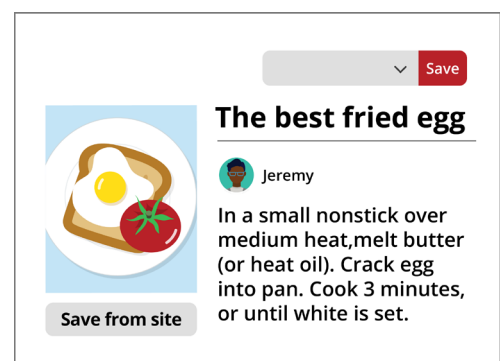 Save
The best fried egg
Jeremy
In a small nonstick over
medium heat,melt butter
(or heat oil). Crack egg
into pan. Cook 3 minutes,
or until white is set.
Save from site